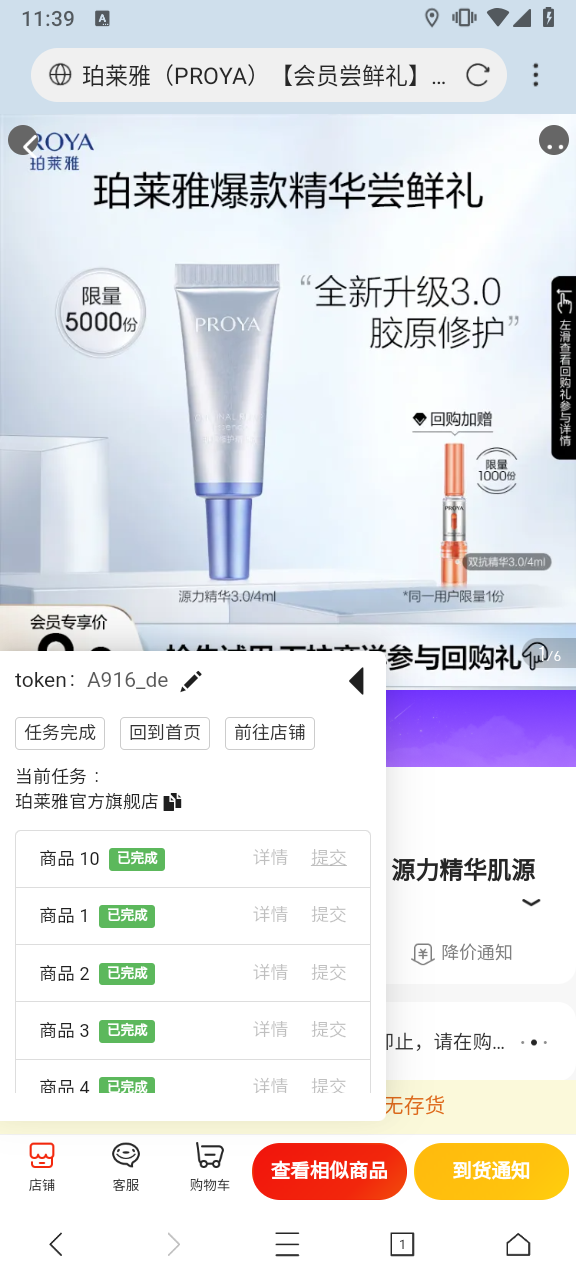 11:39
A
珀莱雅（PROYA）【会员尝鲜礼】...
PROYA
珀莱雅
珀莱雅爆款精华尝鲜礼
限量
5000份
PROYA
“全新升级3.0
胶原修护”
左滑查看回购礼参与详情
回购加赠
限量
1000份
PROYA
双抗精华3.0/4ml
源力精华3.0/4ml
*同一用户限量1份
会员专享价
参与回购礼
1/6
token： A916_de
任务完成
回到首页
前往店铺
当前任务：
珀莱雅官方旗舰店
商品 10 已完成 详情 提交
商品 1 已完成 详情 提交
商品 2 已完成 详情 提交
商品 3 已完成 详情 提交
商品 4 已完成 详情 提交
源力精华肌源
降价通知
即止，请在购...
无存货
店铺
客服
购物车
查看相似商品
到货通知
1